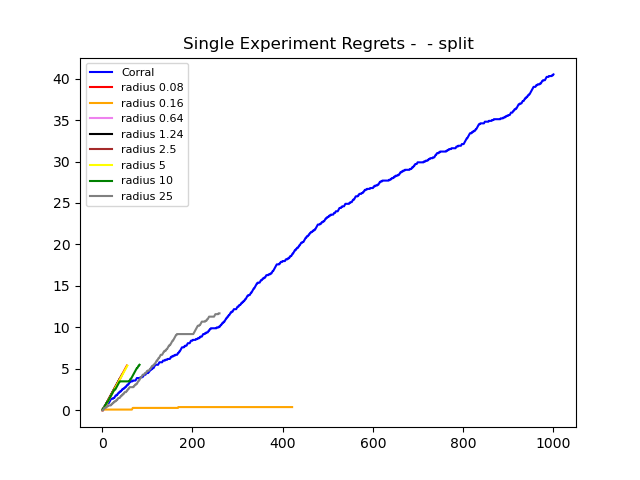 Single Experiment Regrets -  - split
Corral
radius 0.08
radius 0.16
radius 0.64
radius 1.24
radius 2.5
radius 5
radius 10
radius 25
40
35
30
25
20
15
10
5
0
0 200 400 600 800 1000